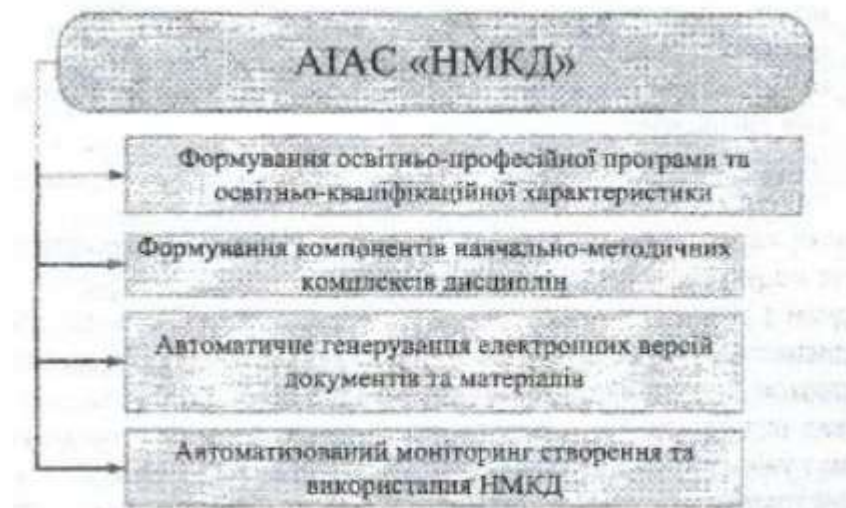 АІАС «НМКД»
Формування освітньо-професійної програми та
освітньо-кваліфікаційної характеристики
Формування компонентів навчально-методичних
комплексів дисциплін
Автоматичне генерування електронних версій
документів та матеріалів
Автоматизований моніторинг створення та
використання НМКД